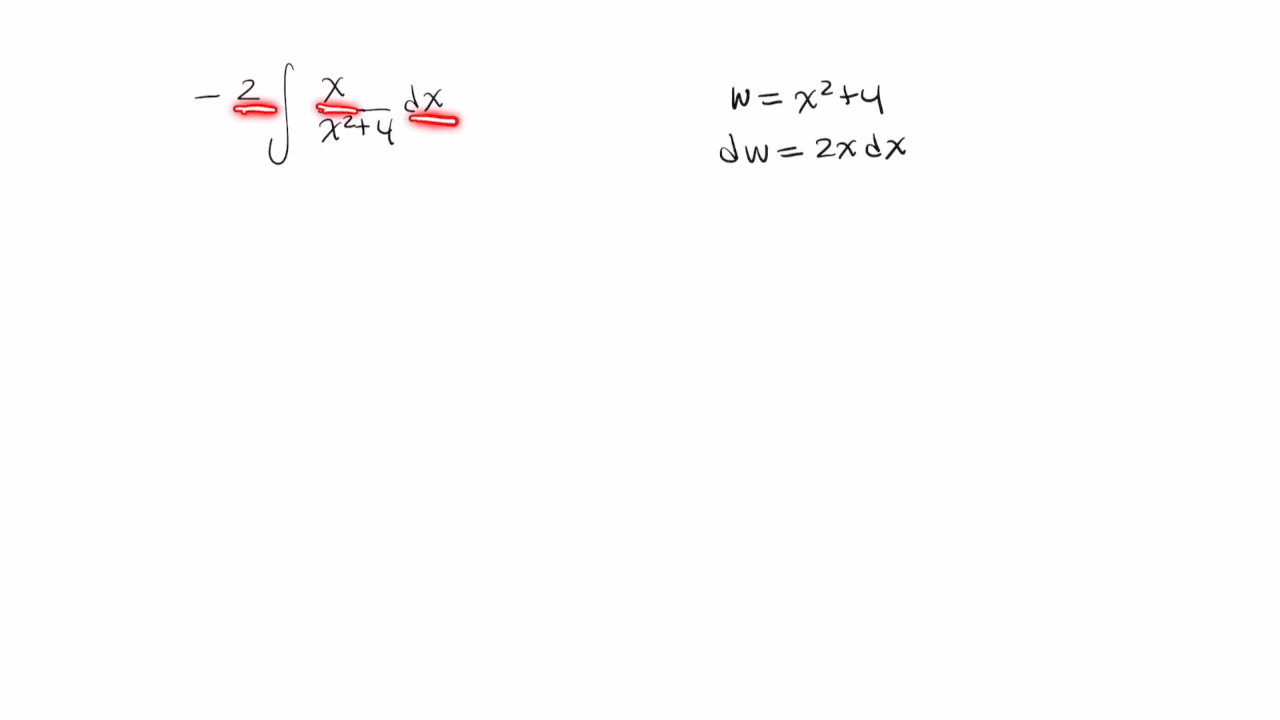 - 2 ∫ x / (x²+4) dx
w = x²+4
dw = 2x dx